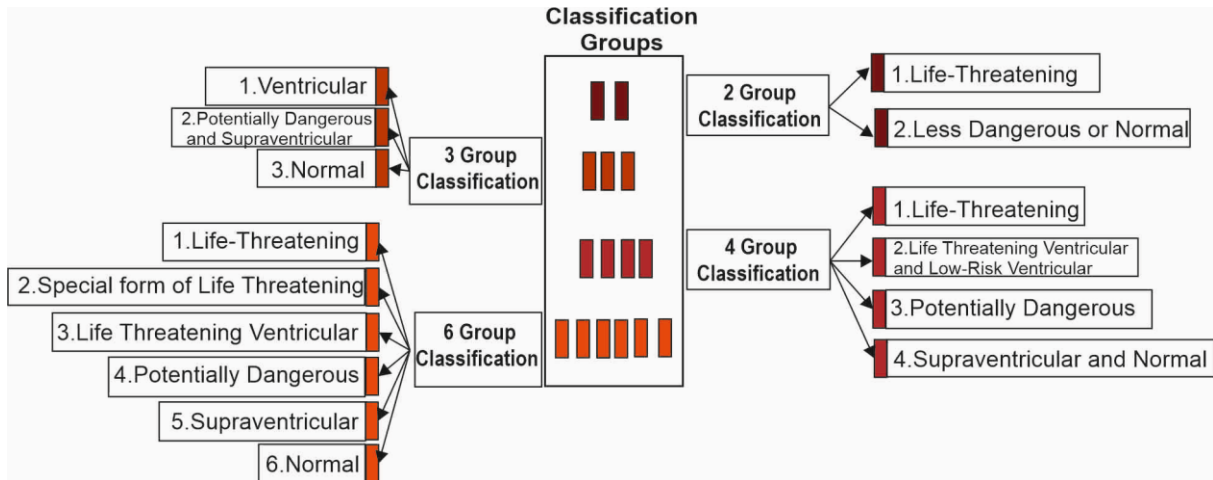 Classification
Groups
1.Ventricular
2.Potentially Dangerous
and Supraventricular
3.Normal
3 Group
Classification
1.Life-Threatening
2.Special form of Life Threatening
3.Life Threatening Ventricular
4.Potentially Dangerous
5.Supraventricular
6.Normal
6 Group
Classification
2 Group
Classification
1.Life-Threatening
2.Less Dangerous or Normal
4 Group
Classification
1.Life-Threatening
2.Life Threatening Ventricular
and Low-Risk Ventricular
3.Potentially Dangerous
4.Supraventricular and Normal